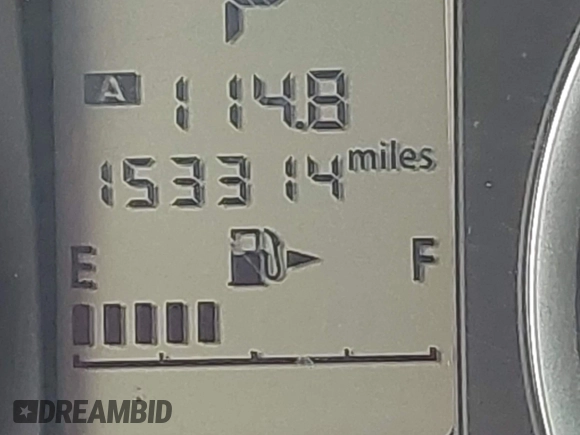 P
A 114.8
153314 miles
E F
DREAMBID